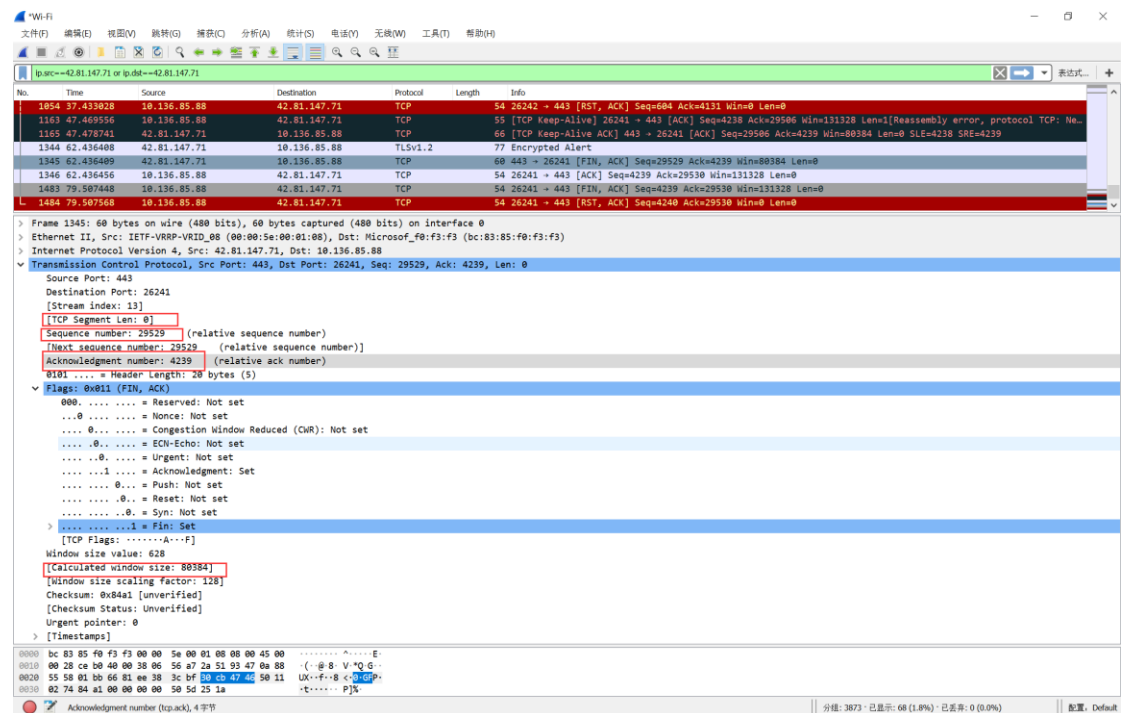 *Wi-Fi
文件(F) 编辑(E) 视图(V) 跳转(G) 捕获(C) 分析(A) 统计(S) 电话(Y) 无线(W) 工具(T) 帮助(H)
ip.src==42.81.147.71 or ip.dst==42.81.147.71 表达式… +
No. Time Source Destination Protocol Length Info
1054 37.433028 10.136.85.88 42.81.147.71 TCP 54 26242 → 443 [RST, ACK] Seq=604 Ack=4131 Win=0 Len=0
1163 47.469556 10.136.85.88 42.81.147.71 TCP 55 [TCP Keep-Alive] 26241 → 443 [ACK] Seq=4238 Ack=29506 Win=131328 Len=1[Reassembly error, protocol TCP: Ne…
1165 47.478741 42.81.147.71 10.136.85.88 TCP 66 [TCP Keep-Alive ACK] 443 → 26241 [ACK] Seq=29506 Ack=4239 Win=80384 Len=0 SLE=4238 SRE=4239
1344 62.436408 42.81.147.71 10.136.85.88 TLSv1.2 77 Encrypted Alert
1345 62.436409 42.81.147.71 10.136.85.88 TCP 60 443 → 26241 [FIN, ACK] Seq=29529 Ack=4239 Win=80384 Len=0
1346 62.436456 10.136.85.88 42.81.147.71 TCP 54 26241 → 443 [ACK] Seq=4239 Ack=29530 Win=131328 Len=0
1483 79.507448 10.136.85.88 42.81.147.71 TCP 54 26241 → 443 [FIN, ACK] Seq=4239 Ack=29530 Win=131328 Len=0
1484 79.507568 10.136.85.88 42.81.147.71 TCP 54 26241 → 443 [RST, ACK] Seq=4240 Ack=29530 Win=0 Len=0
> Frame 1345: 60 bytes on wire (480 bits), 60 bytes captured (480 bits) on interface 0
> Ethernet II, Src: IETF-VRRP-VRID_08 (00:00:5e:00:01:08), Dst: Microsof_f0:f3:f3 (bc:83:85:f0:f3:f3)
> Internet Protocol Version 4, Src: 42.81.147.71, Dst: 10.136.85.88
Transmission Control Protocol, Src Port: 443, Dst Port: 26241, Seq: 29529, Ack: 4239, Len: 0
Source Port: 443
Destination Port: 26241
[Stream index: 13]
[TCP Segment Len: 0]
Sequence number: 29529 (relative sequence number)
[Next sequence number: 29529 (relative sequence number)]
Acknowledgment number: 4239 (relative ack number)
0101 .... = Header Length: 20 bytes (5)
Flags: 0x011 (FIN, ACK)
000. .... .... = Reserved: Not set
...0 .... .... = Nonce: Not set
.... 0... .... = Congestion Window Reduced (CWR): Not set
.... .0.. .... = ECN-Echo: Not set
.... ..0. .... = Urgent: Not set
.... ...1 .... = Acknowledgment: Set
.... .... 0... = Push: Not set
.... .... .0.. = Reset: Not set
.... .... ..0. = Syn: Not set
> .... .... ...1 = Fin: Set
[TCP Flags: ·······A···F]
Window size value: 628
[Calculated window size: 80384]
[Window size scaling factor: 128]
Checksum: 0x84a1 [unverified]
[Checksum Status: Unverified]
Urgent pointer: 0
> [Timestamps]
0000 bc 83 85 f0 f3 f3 00 00 5e 00 01 08 08 00 45 00 ········ ^·····E·
0010 00 28 ce b0 40 00 38 06 56 a7 2a 51 93 47 0a 88 ·(··@·8· V·*Q·G··
0020 55 58 01 bb 66 81 ee 38 3c bf 30 cb 47 46 50 11 UX··f··8 <·0·GFP·
0030 02 74 84 a1 00 00 00 00 50 5d 25 1a ·t······ P]%·
Acknowledgment number (tcp.ack), 4 字节 分组: 3873 · 已显示: 68 (1.8%) · 已丢弃: 0 (0.0%) 配置: Default